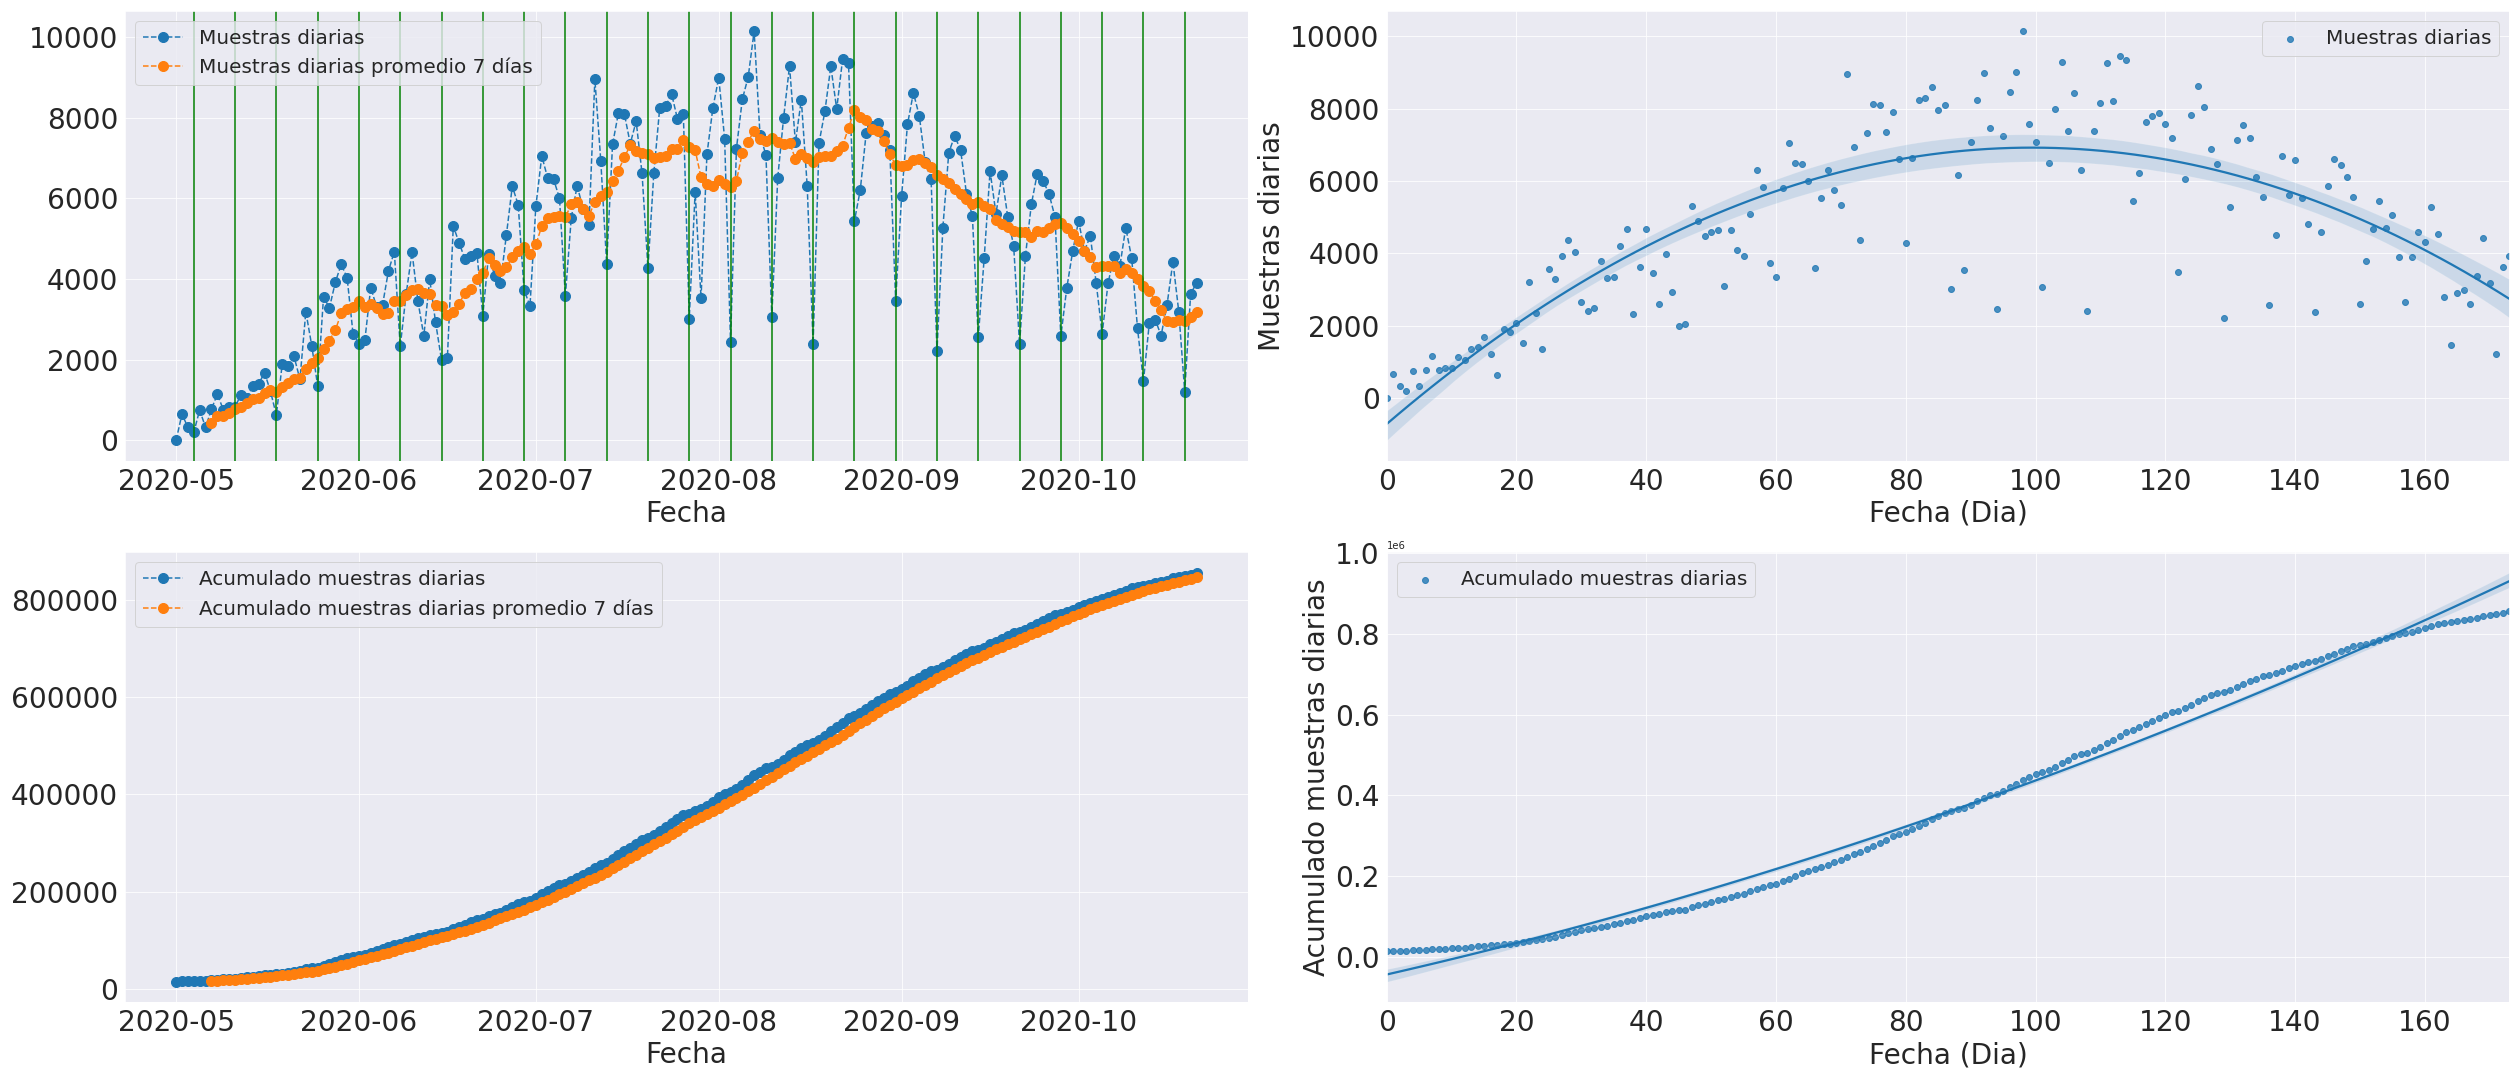 Muestras diarias
Muestras diarias promedio 7 días
10000
8000
6000
4000
2000
0
2020-05 2020-06 2020-07 2020-08 2020-09 2020-10
Fecha
Muestras diarias
Muestras diarias
10000
8000
6000
4000
2000
0
0 20 40 60 80 100 120 140 160
Fecha (Dia)
Acumulado muestras diarias
Acumulado muestras diarias promedio 7 días
800000
600000
400000
200000
0
2020-05 2020-06 2020-07 2020-08 2020-09 2020-10
Fecha
1e6
Acumulado muestras diarias
Acumulado muestras diarias
1.0
0.8
0.6
0.4
0.2
0.0
0 20 40 60 80 100 120 140 160
Fecha (Dia)